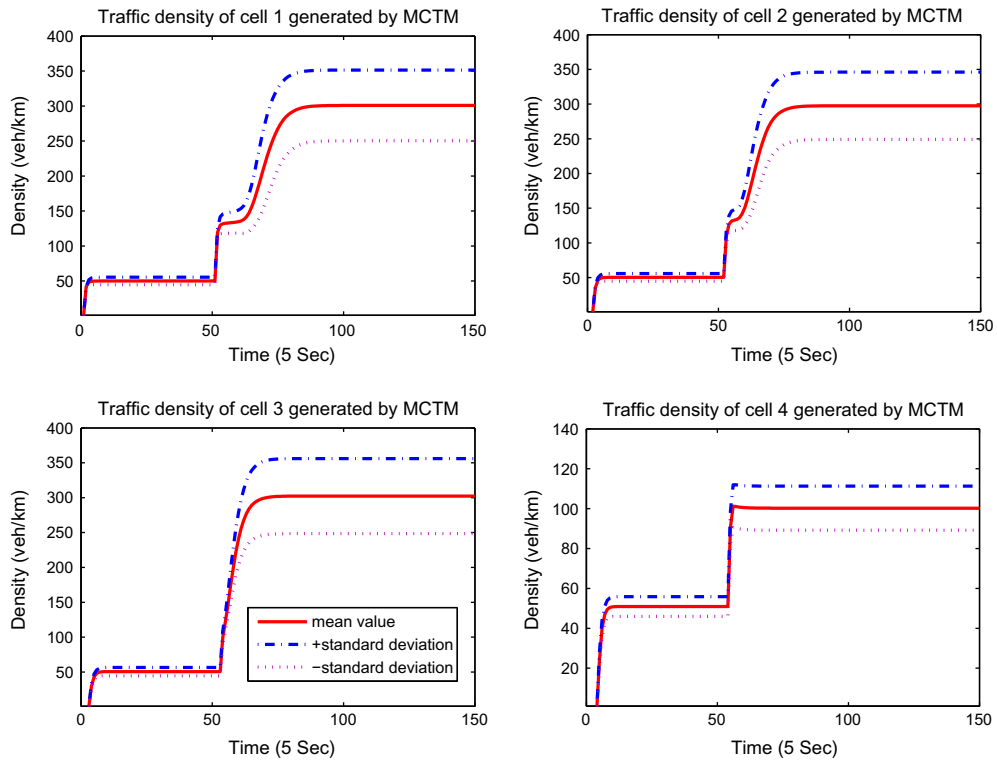 Traffic density of cell 1 generated by MCTM
400
350
300
250
200
150
100
50
0 50 100 150
Density (veh/km)
Time (5 Sec)
Traffic density of cell 2 generated by MCTM
400
350
300
250
200
150
100
50
0 50 100 150
Density (veh/km)
Time (5 Sec)
Traffic density of cell 3 generated by MCTM
400
350
300
250
200
150
100
50
0 50 100 150
Density (veh/km)
Time (5 Sec)
mean value
+standard deviation
−standard deviation
Traffic density of cell 4 generated by MCTM
140
120
100
80
60
40
20
0 50 100 150
Density (veh/km)
Time (5 Sec)